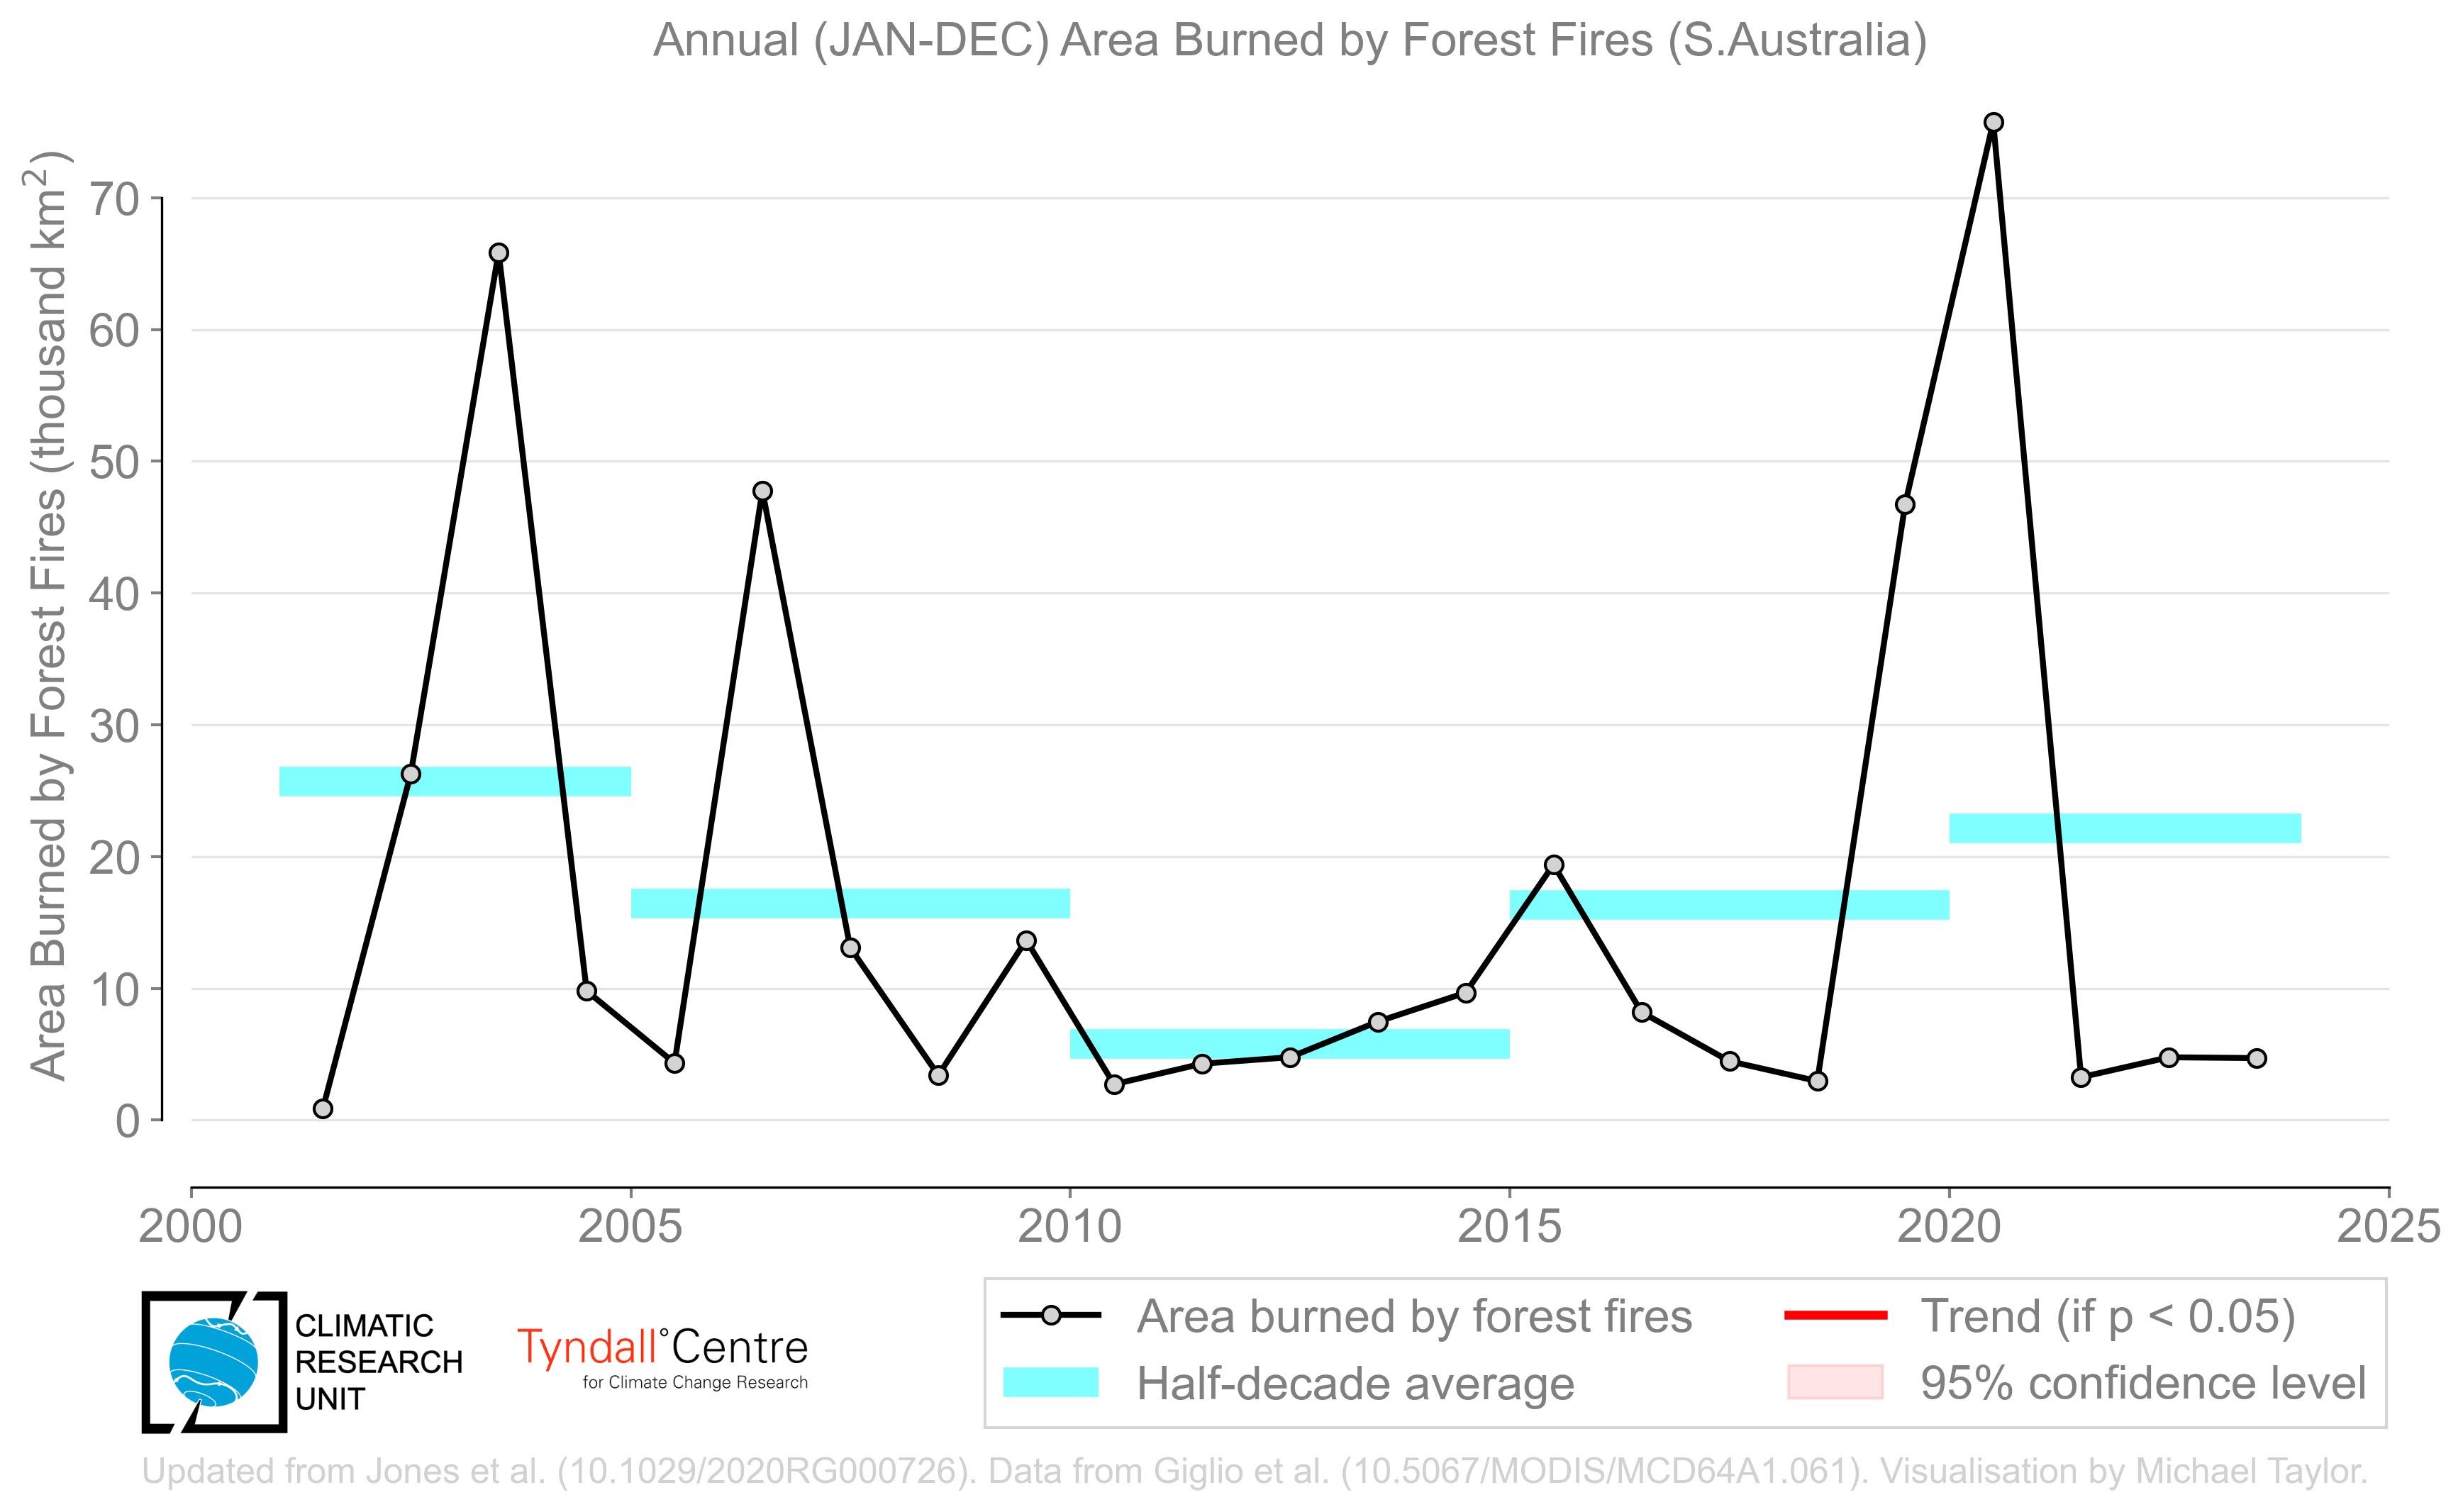 Annual (JAN-DEC) Area Burned by Forest Fires (S.Australia)
Area Burned by Forest Fires (thousand km²)
70
60
50
40
30
20
10
0
2000 2005 2010 2015 2020 2025
CLIMATIC
RESEARCH
UNIT
Tyndall°Centre
for Climate Change Research
Area burned by forest fires
Half-decade average
Trend (if p < 0.05)
95% confidence level
Updated from Jones et al. (10.1029/2020RG000726). Data from Giglio et al. (10.5067/MODIS/MCD64A1.061). Visualisation by Michael Taylor.